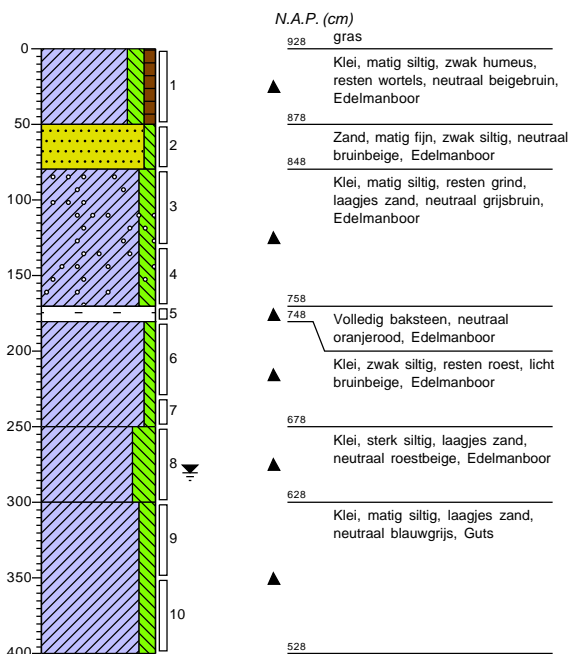 N.A.P. (cm)
0
928
gras
Klei, matig siltig, zwak humeus,
resten wortels, neutraal beigebruin,
Edelmanboor
1
50
878
Zand, matig fijn, zwak siltig, neutraal
bruinbeige, Edelmanboor
2
848
Klei, matig siltig, resten grind,
laagjes zand, neutraal grijsbruin,
Edelmanboor
100
3
150
4
758
5
748
Volledig baksteen, neutraal
oranjerood, Edelmanboor
200
6
Klei, zwak siltig, resten roest, licht
bruinbeige, Edelmanboor
7
250
678
Klei, sterk siltig, laagjes zand,
neutraal roestbeige, Edelmanboor
8
300
628
Klei, matig siltig, laagjes zand,
neutraal blauwgrijs, Guts
9
350
10
400
528